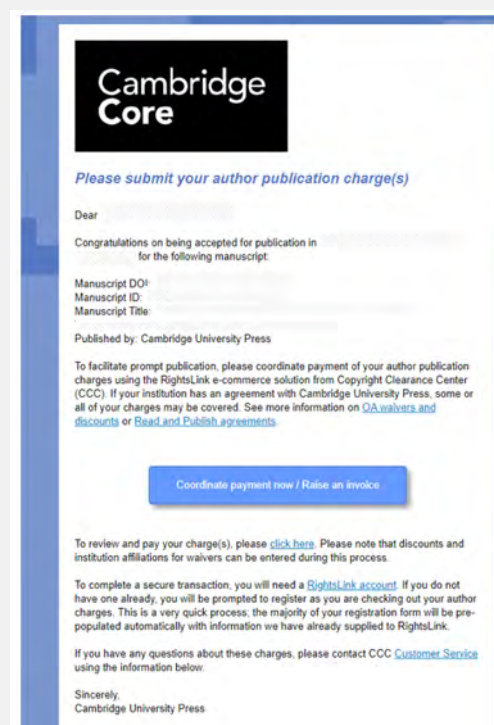 Cambridge
Core
Please submit your author publication charge(s)
Dear
Congratulations on being accepted for publication in
for the following manuscript:
Manuscript DOI:
Manuscript ID:
Manuscript Title:
Published by: Cambridge University Press
To facilitate prompt publication, please coordinate payment of your author publication
charges using the RightsLink e-commerce solution from Copyright Clearance Center
(CCC). If your institution has an agreement with Cambridge University Press, some or
all of your charges may be covered. See more information on OA waivers and
discounts or Read and Publish agreements.
Coordinate payment now / Raise an invoice
To review and pay your charge(s), please click here. Please note that discounts and
institution affiliations for waivers can be entered during this process.
To complete a secure transaction, you will need a RightsLink account. If you do not
have one already, you will be prompted to register as you are checking out your author
charges. This is a very quick process; the majority of your registration form will be pre-
populated automatically with information we have already supplied to RightsLink.
If you have any questions about these charges, please contact CCC Customer Service
using the information below.
Sincerely,
Cambridge University Press